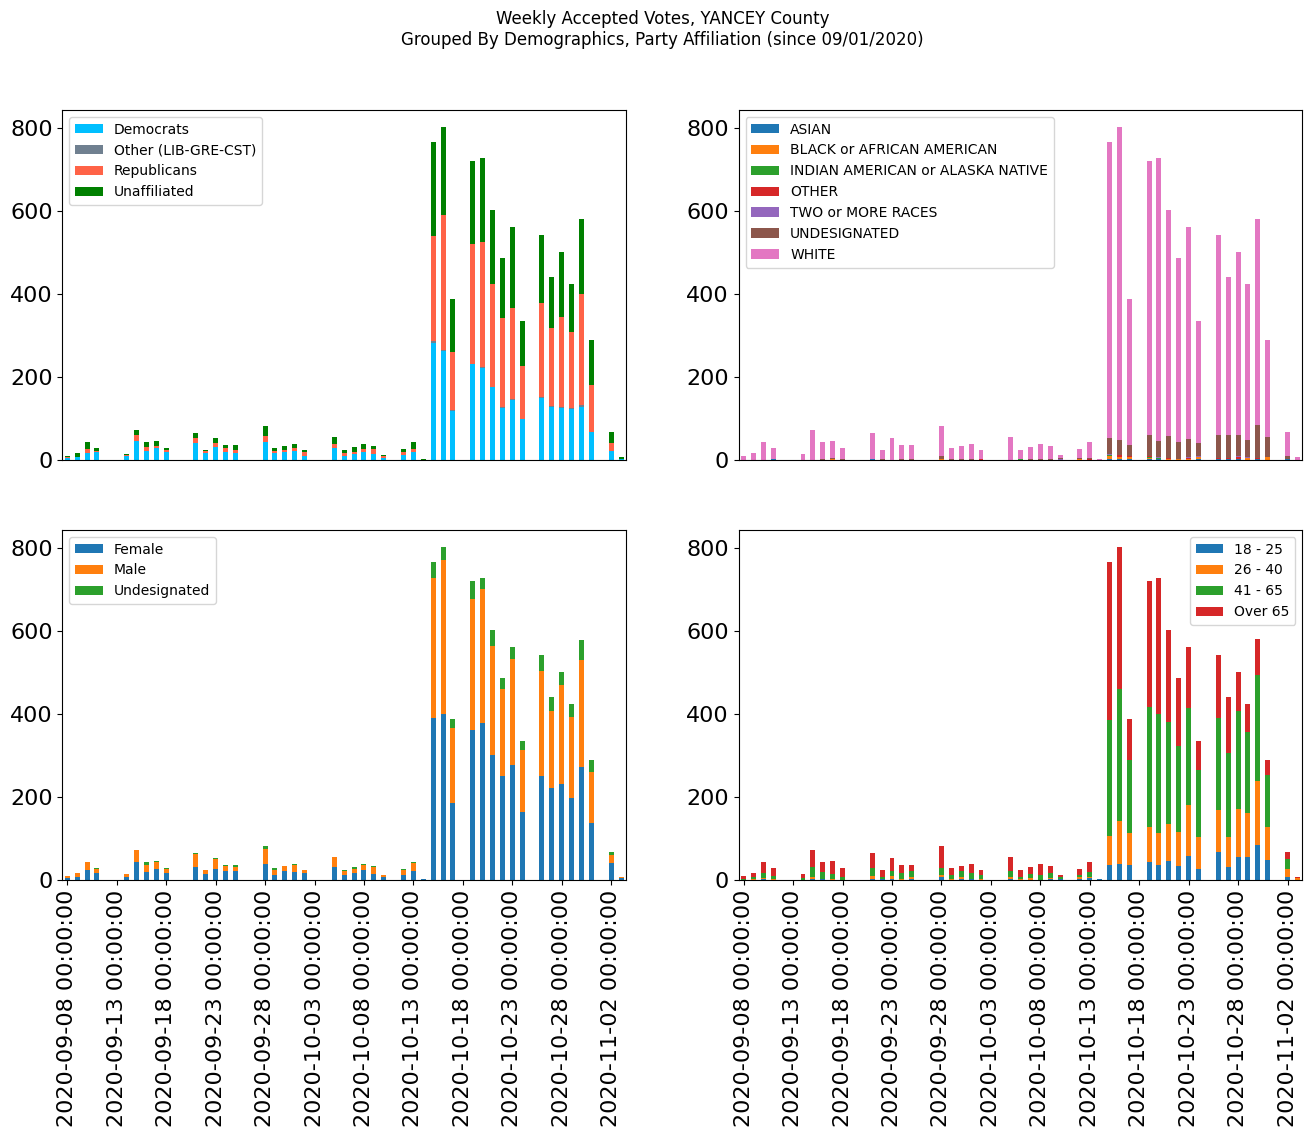 Weekly Accepted Votes, YANCEY County
Grouped By Demographics, Party Affiliation (since 09/01/2020)
800
600
400
200
0
Democrats
Other (LIB-GRE-CST)
Republicans
Unaffiliated
800
600
400
200
0
ASIAN
BLACK or AFRICAN AMERICAN
INDIAN AMERICAN or ALASKA NATIVE
OTHER
TWO or MORE RACES
UNDESIGNATED
WHITE
800
600
400
200
0
Female
Male
Undesignated
2020-09-08 00:00:00
2020-09-13 00:00:00
2020-09-18 00:00:00
2020-09-23 00:00:00
2020-09-28 00:00:00
2020-10-03 00:00:00
2020-10-08 00:00:00
2020-10-13 00:00:00
2020-10-18 00:00:00
2020-10-23 00:00:00
2020-10-28 00:00:00
2020-11-02 00:00:00
800
600
400
200
0
18 - 25
26 - 40
41 - 65
Over 65
2020-09-08 00:00:00
2020-09-13 00:00:00
2020-09-18 00:00:00
2020-09-23 00:00:00
2020-09-28 00:00:00
2020-10-03 00:00:00
2020-10-08 00:00:00
2020-10-13 00:00:00
2020-10-18 00:00:00
2020-10-23 00:00:00
2020-10-28 00:00:00
2020-11-02 00:00:00